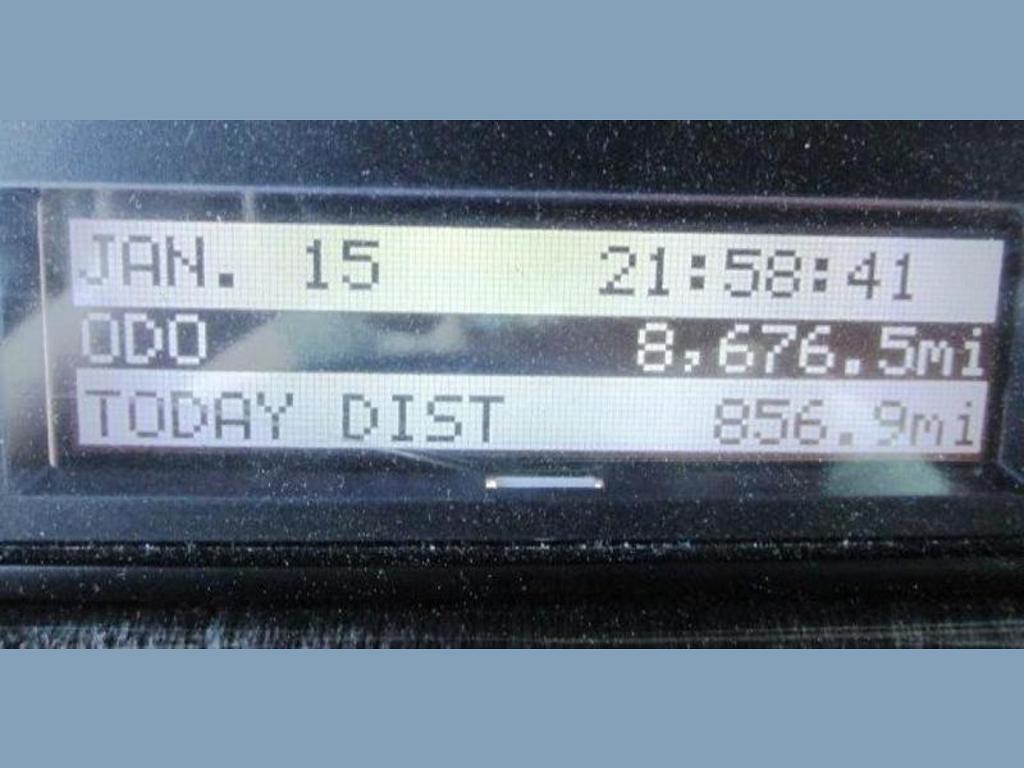 JAN. 15 21:58:41
ODO 8,676.5mi
TODAY DIST 856.9mi